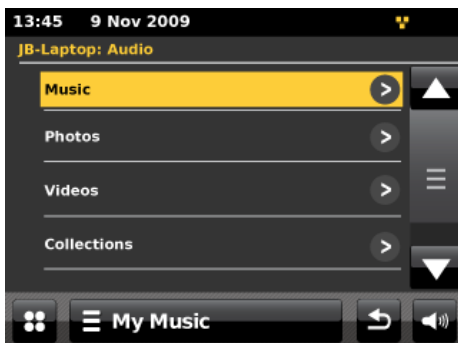 13:45 9 Nov 2009
JB-Laptop: Audio
Music
Photos
Videos
Collections
My Music